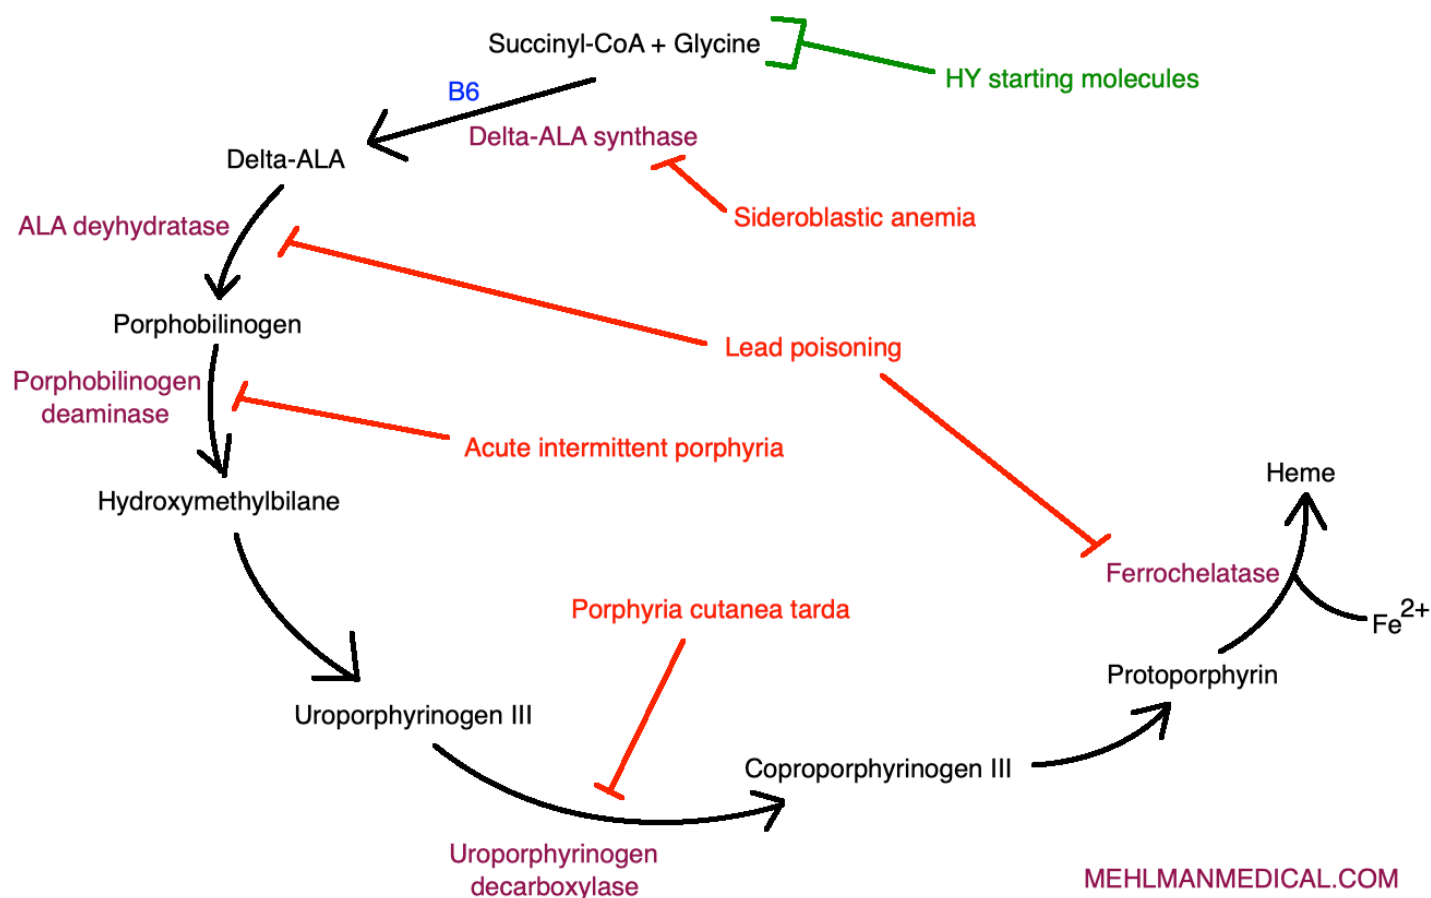 Succinyl-CoA + Glycine
HY starting molecules
B6
Delta-ALA synthase
Delta-ALA
Sideroblastic anemia
ALA deyhydratase
Porphobilinogen
Lead poisoning
Porphobilinogen
deaminase
Acute intermittent porphyria
Hydroxymethylbilane
Heme
Ferrochelatase
Fe2+
Porphyria cutanea tarda
Protoporphyrin
Uroporphyrinogen III
Coproporphyrinogen III
Uroporphyrinogen
decarboxylase
MEHLMANMEDICAL.COM